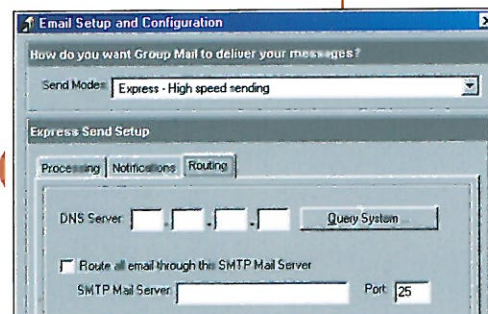 Email Setup and Configuration
How do you want Group Mail to deliver your messages?
Send Mode: Express - High speed sending
Express Send Setup
Processing Notifications Routing
DNS Server . . . Query System ...
Route all email through this SMTP Mail Server
SMTP Mail Server Port 25